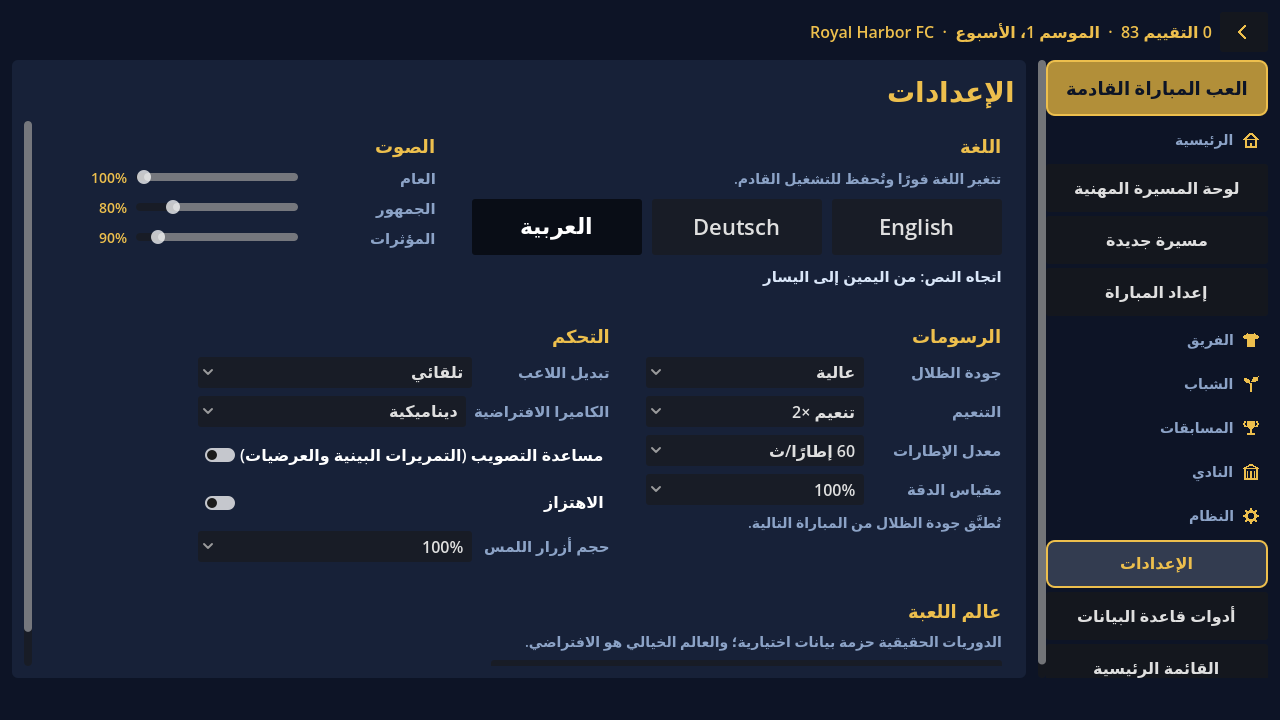 Royal Harbor FC · الموسم 1، الأسبوع · 0 التقييم 83
العب المباراة القادمة
الرئيسية
لوحة المسيرة المهنية
مسيرة جديدة
إعداد المباراة
الفريق
الشباب
المسابقات
النادي
النظام
الإعدادات
أدوات قاعدة البيانات
القائمة الرئيسية
الإعدادات
اللغة
تتغير اللغة فورًا وتُحفظ للتشغيل القادم.
English
Deutsch
العربية
اتجاه النص: من اليمين إلى اليسار
الصوت
العام 100%
الجمهور 80%
المؤثرات 90%
الرسومات
جودة الظلال عالية
التنعيم تنعيم ×2
معدل الإطارات 60 إطارًا/ث
مقياس الدقة 100%
تُطبَّق جودة الظلال من المباراة التالية.
التحكم
تبديل اللاعب تلقائي
الكاميرا الافتراضية ديناميكية
مساعدة التصويب (التمريرات البينية والعرضيات)
الاهتزاز
حجم أزرار اللمس 100%
عالم اللعبة
الدوريات الحقيقية حزمة بيانات اختيارية؛ والعالم الخيالي هو الافتراضي.